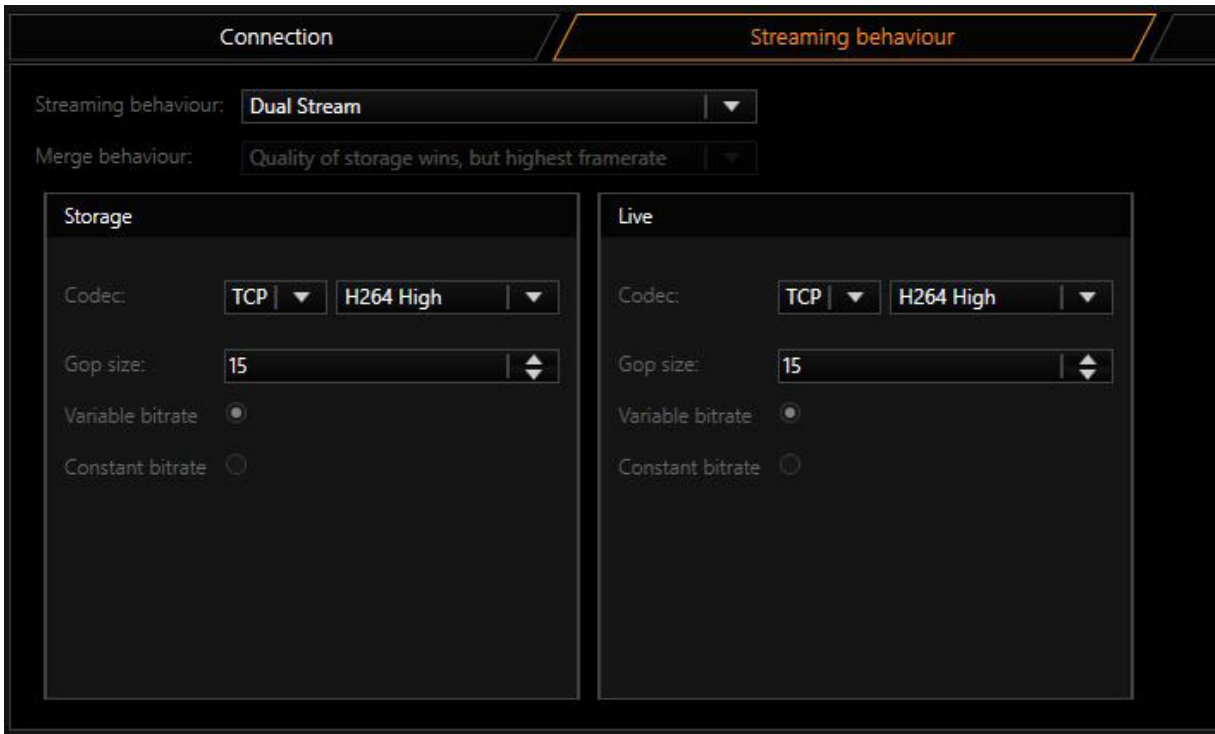 Connection Streaming behaviour
Streaming behaviour: Dual Stream
Merge behaviour: Quality of storage wins, but highest framerate
Storage
Codec: TCP H264 High
Gop size: 15
Variable bitrate
Constant bitrate
Live
Codec: TCP H264 High
Gop size: 15
Variable bitrate
Constant bitrate